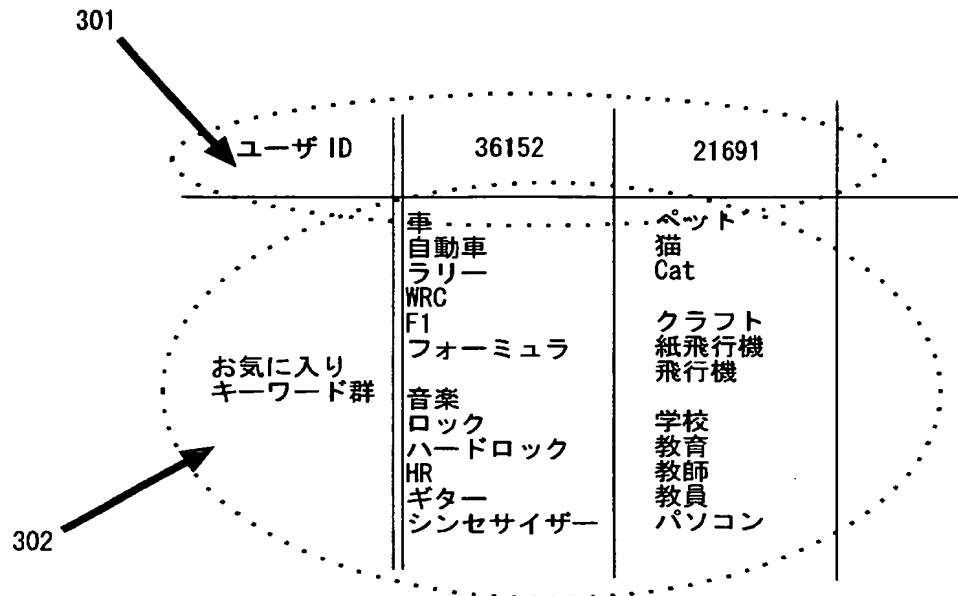 301
ユーザ ID
36152
21691
お気に入り
キーワード群
車
自動車
ラリー
WRC
F1
フォーミュラ
音楽
ロック
ハードロック
HR
ギター
シンセサイザー
ペット
猫
Cat
クラフト
紙飛行機
飛行機
学校
教育
教師
教員
パソコン
302